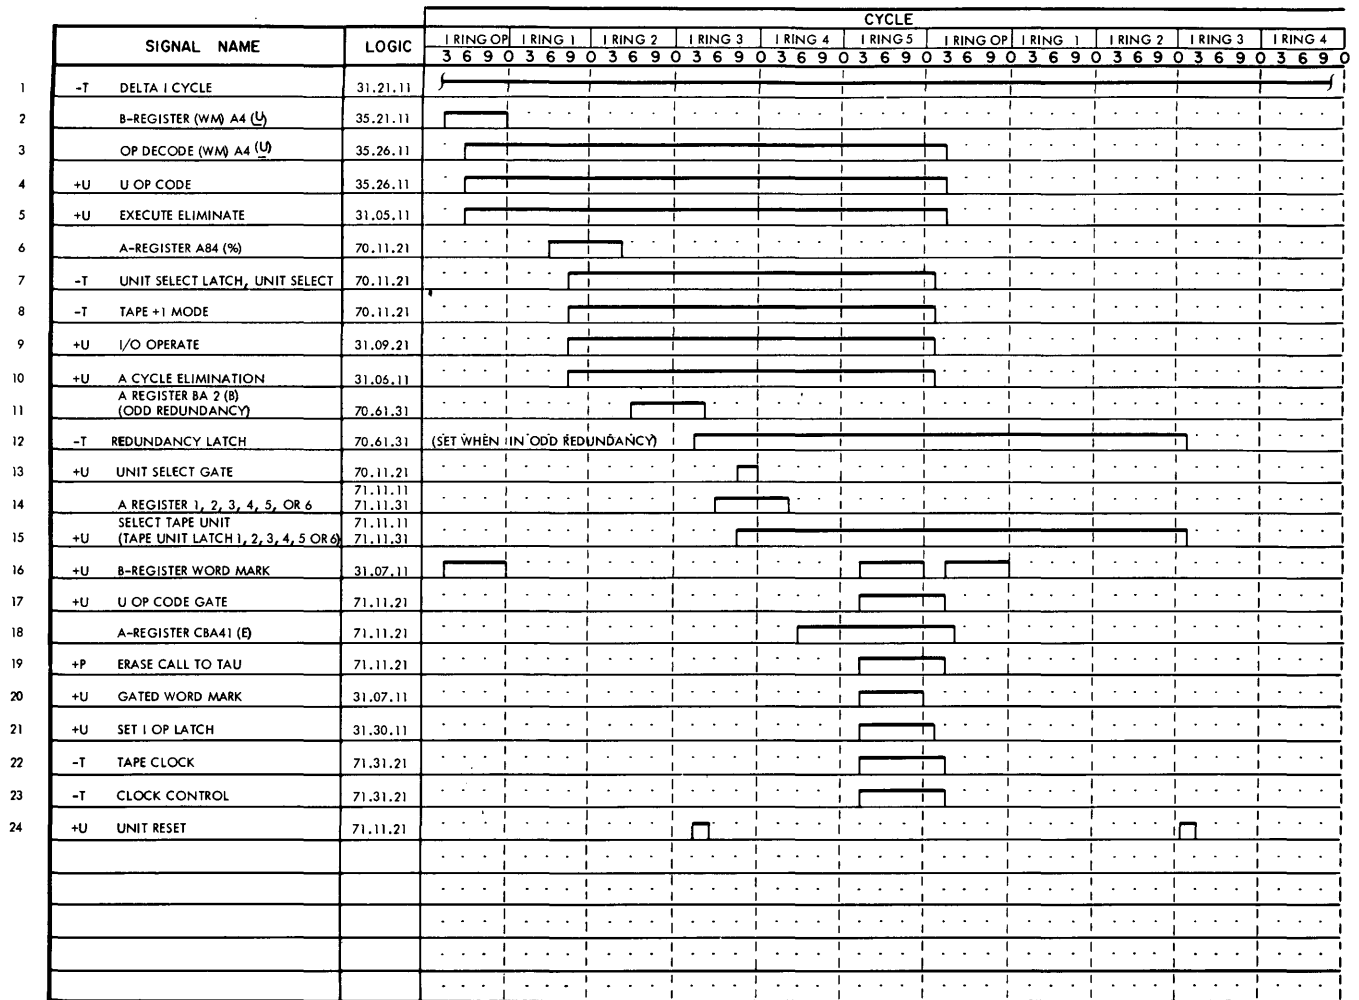 CYCLE
SIGNAL NAME LOGIC I RING OP I RING 1 I RING 2 I RING 3 I RING 4 I RING 5 I RING OP I RING 1 I RING 2 I RING 3 I RING 4
3 6 9 0 3 6 9 0 3 6 9 0 3 6 9 0 3 6 9 0 3 6 9 0 3 6 9 0 3 6 9 0 3 6 9 0 3 6 9 0 3 6 9 0
1 -T DELTA I CYCLE 31.21.11
2 B-REGISTER (WM) A4 (U) 35.21.11
3 OP DECODE (WM) A4 (U) 35.26.11
4 +U U OP CODE 35.26.11
5 +U EXECUTE ELIMINATE 31.05.11
6 A-REGISTER A84 (%) 70.11.21
7 -T UNIT SELECT LATCH, UNIT SELECT 70.11.21
8 -T TAPE +1 MODE 70.11.21
9 +U I/O OPERATE 31.09.21
10 +U A CYCLE ELIMINATION 31.06.11
A REGISTER BA 2 (B)
11 (ODD REDUNDANCY) 70.61.31
12 -T REDUNDANCY LATCH 70.61.31 (SET WHEN IN ODD REDUNDANCY)
13 +U UNIT SELECT GATE 70.11.21
71.11.11
14 A REGISTER 1, 2, 3, 4, 5, OR 6 71.11.31
SELECT TAPE UNIT 71.11.11
15 +U (TAPE UNIT LATCH 1, 2, 3, 4, 5 OR 6) 71.11.31
16 +U B-REGISTER WORD MARK 31.07.11
17 +U U OP CODE GATE 71.11.21
18 A-REGISTER CBA41 (E) 71.11.21
19 +P ERASE CALL TO TAU 71.11.21
20 +U GATED WORD MARK 31.07.11
21 +U SET I OP LATCH 31.30.11
22 -T TAPE CLOCK 71.31.21
23 -T CLOCK CONTROL 71.31.21
24 +U UNIT RESET 71.11.21